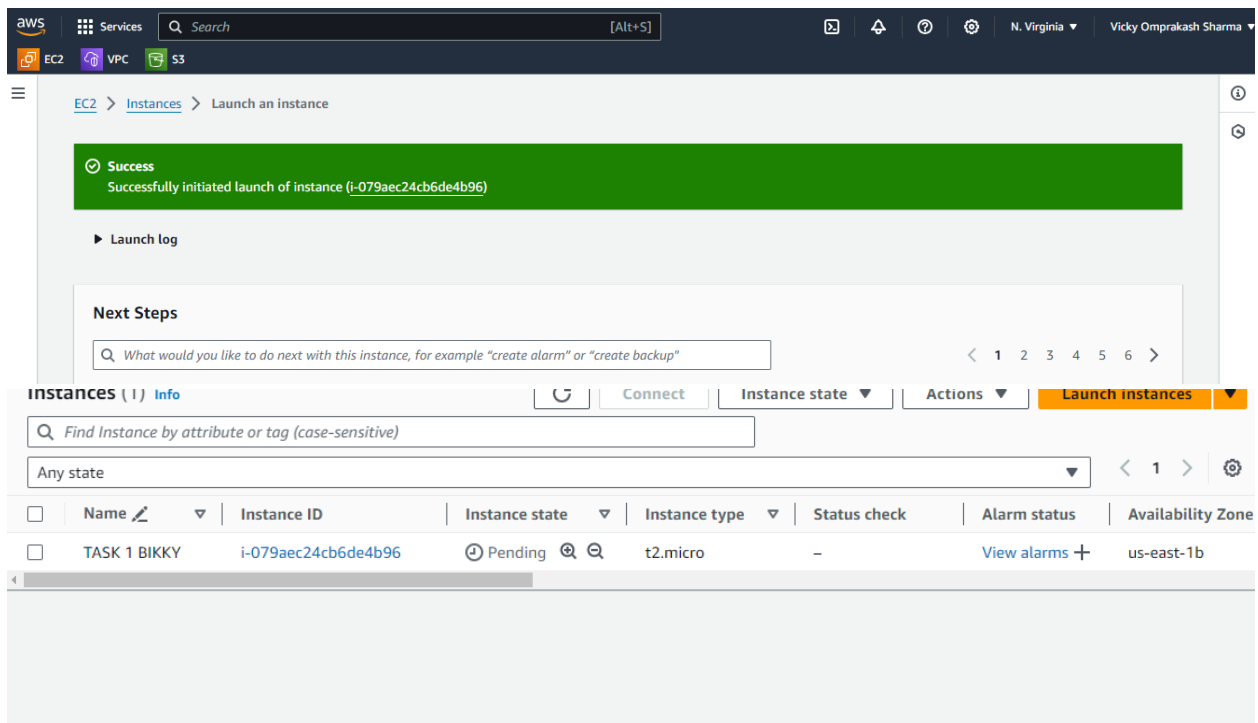 aws Services Search [Alt+S] N. Virginia Vicky Omprakash Sharma
EC2 VPC S3
EC2 > Instances > Launch an instance
Success
Successfully initiated launch of instance (i-079aec24cb6de4b96)
Launch log
Next Steps
What would you like to do next with this instance, for example “create alarm” or “create backup” 1 2 3 4 5 6
Instances (1) Info Connect Instance state Actions Launch instances
Find Instance by attribute or tag (case-sensitive)
Any state 1
Name Instance ID Instance state Instance type Status check Alarm status Availability Zone
TASK 1 BIKKY i-079aec24cb6de4b96 Pending t2.micro – View alarms + us-east-1b